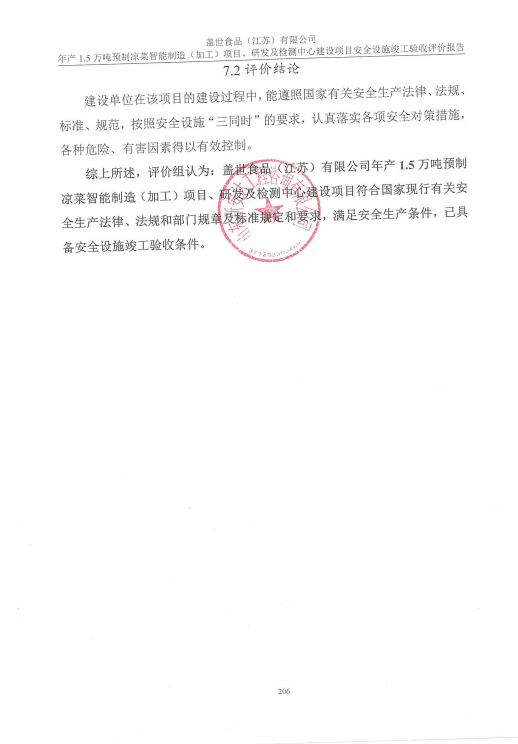 盖世食品（江苏）有限公司
年产 1.5 万吨预制凉菜智能制造（加工）项目、研发及检测中心建设项目安全设施竣工验收评价报告
7.2 评价结论
建设单位在该项目的建设过程中，能遵照国家有关安全生产法律、法规、
标准、规范，按照安全设施“三同时”的要求，认真落实各项安全对策措施，
各种危险、有害因素得以有效控制。
综上所述，评价组认为：盖世食品（江苏）有限公司年产 1.5 万吨预制
凉菜智能制造（加工）项目、研发及检测中心建设项目符合国家现行有关安
全生产法律、法规和部门规章及标准规定和要求，满足安全生产条件，已具
备安全设施竣工验收条件。
206